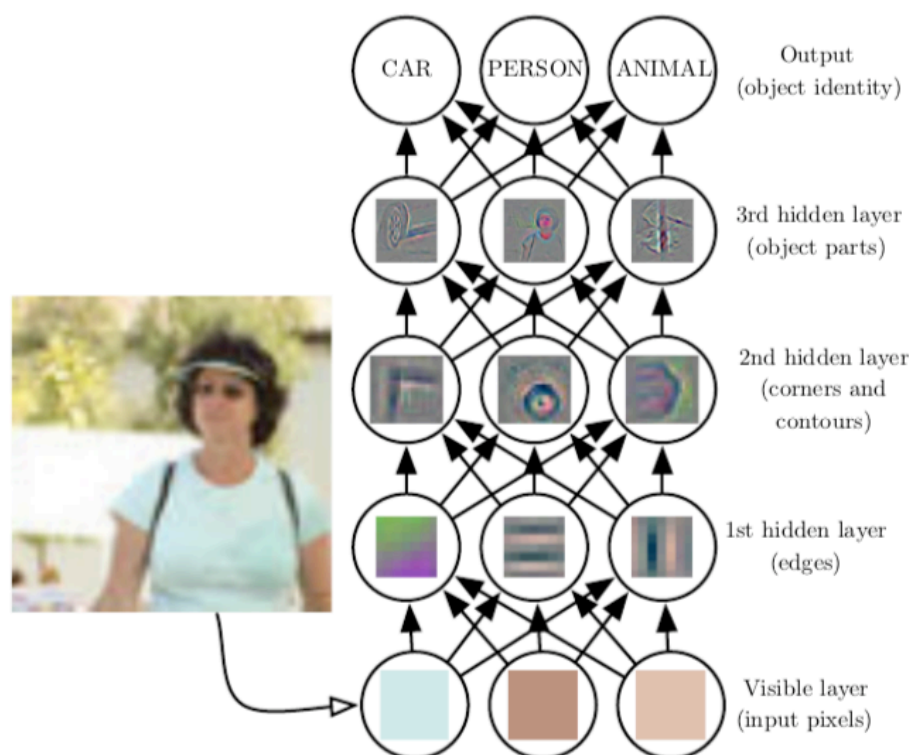 CAR PERSON ANIMAL
Output
(object identity)
3rd hidden layer
(object parts)
2nd hidden layer
(corners and
contours)
1st hidden layer
(edges)
Visible layer
(input pixels)